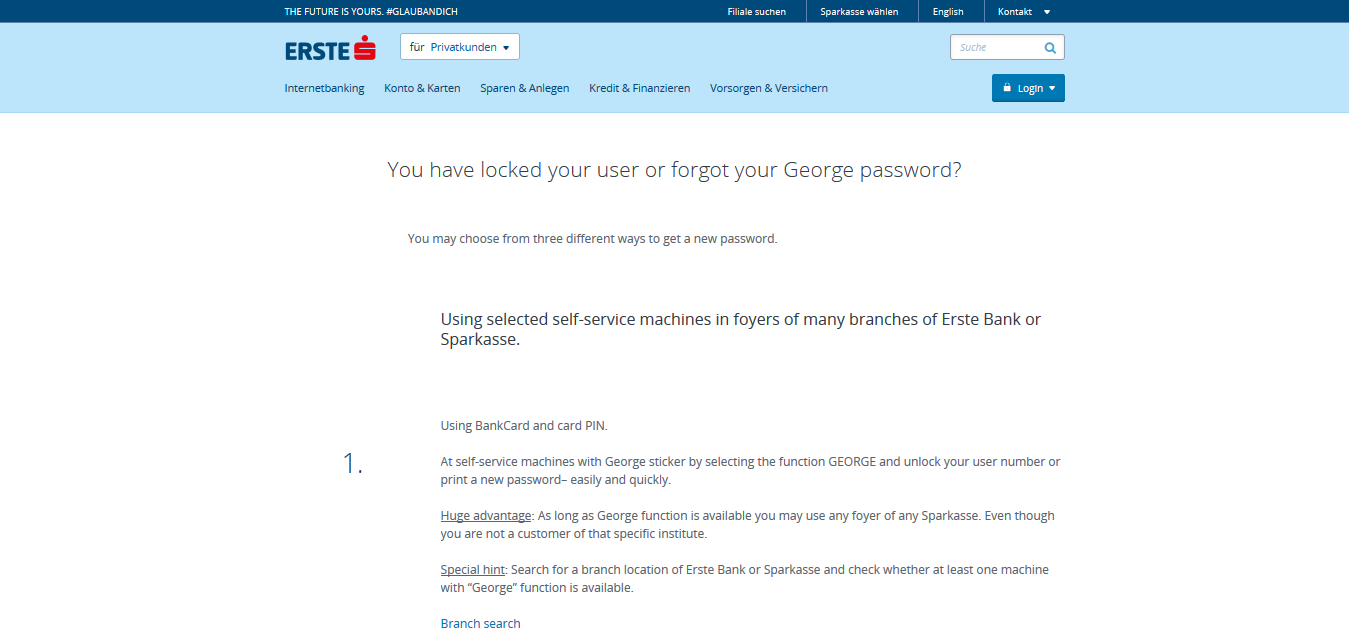 THE FUTURE IS YOURS. #GLAUBANDICH
Filiale suchen
Sparkasse wählen
English
Kontakt
ERSTE
für Privatkunden
Suche
Internetbanking
Konto & Karten
Sparen & Anlegen
Kredit & Finanzieren
Vorsorgen & Versichern
Login
You have locked your user or forgot your George password?
You may choose from three different ways to get a new password.
Using selected self-service machines in foyers of many branches of Erste Bank or
Sparkasse.
Using BankCard and card PIN.
1.
At self-service machines with George sticker by selecting the function GEORGE and unlock your user number or
print a new password– easily and quickly.
Huge advantage: As long as George function is available you may use any foyer of any Sparkasse. Even though
you are not a customer of that specific institute.
Special hint: Search for a branch location of Erste Bank or Sparkasse and check whether at least one machine
with “George” function is available.
Branch search